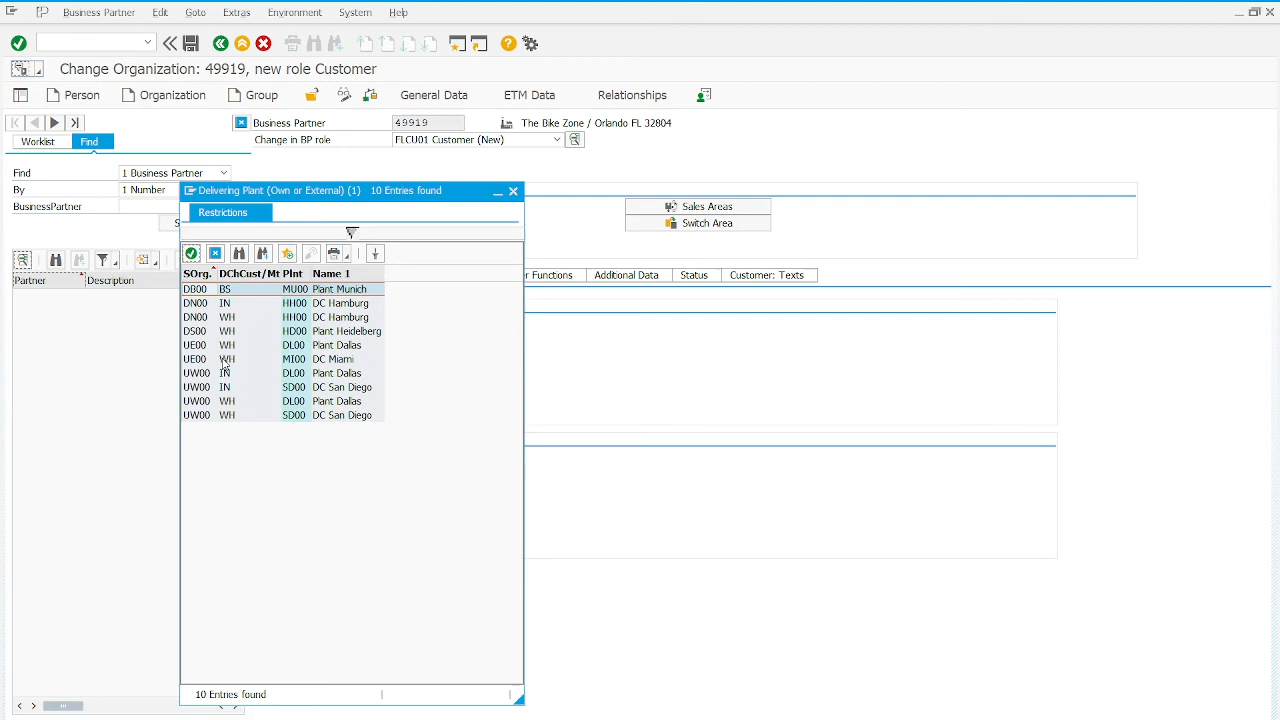 Business Partner Edit Goto Extras Environment System Help
Change Organization: 49919, new role Customer
Person Organization Group General Data ETM Data Relationships
Business Partner 49919 The Bike Zone / Orlando FL 32804
Worklist Find
Change in BP role FLCU01 Customer (New)
Find 1 Business Partner
By 1 Number
BusinessPartner
Delivering Plant (Own or External) (1) 10 Entries found
Restrictions
Sales Areas
Switch Area
Partner Description
Functions Additional Data Status Customer: Texts
SOrg. DChCust/Mt Plnt Name 1
DB00 BS MU00 Plant Munich
DN00 IN HH00 DC Hamburg
DN00 WH HH00 DC Hamburg
DS00 WH HD00 Plant Heidelberg
UE00 WH DL00 Plant Dallas
UE00 WH MI00 DC Miami
UW00 IN DL00 Plant Dallas
UW00 IN SD00 DC San Diego
UW00 WH DL00 Plant Dallas
UW00 WH SD00 DC San Diego
10 Entries found